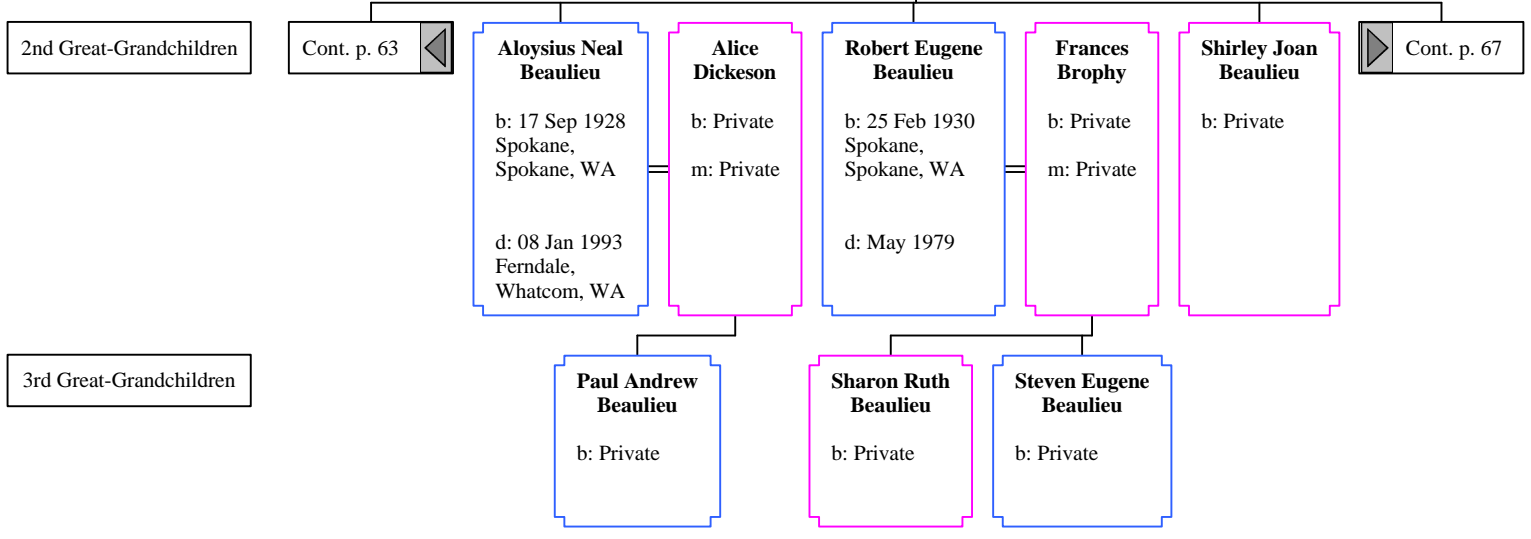 2nd Great-Grandchildren
Cont. p. 63
Aloysius Neal
Beaulieu
b: 17 Sep 1928
Spokane,
Spokane, WA
d: 08 Jan 1993
Ferndale,
Whatcom, WA
Alice
Dickeson
b: Private
m: Private
Robert Eugene
Beaulieu
b: 25 Feb 1930
Spokane,
Spokane, WA
d: May 1979
Frances
Brophy
b: Private
m: Private
Shirley Joan
Beaulieu
b: Private
Cont. p. 67
3rd Great-Grandchildren
Paul Andrew
Beaulieu
b: Private
Sharon Ruth
Beaulieu
b: Private
Steven Eugene
Beaulieu
b: Private